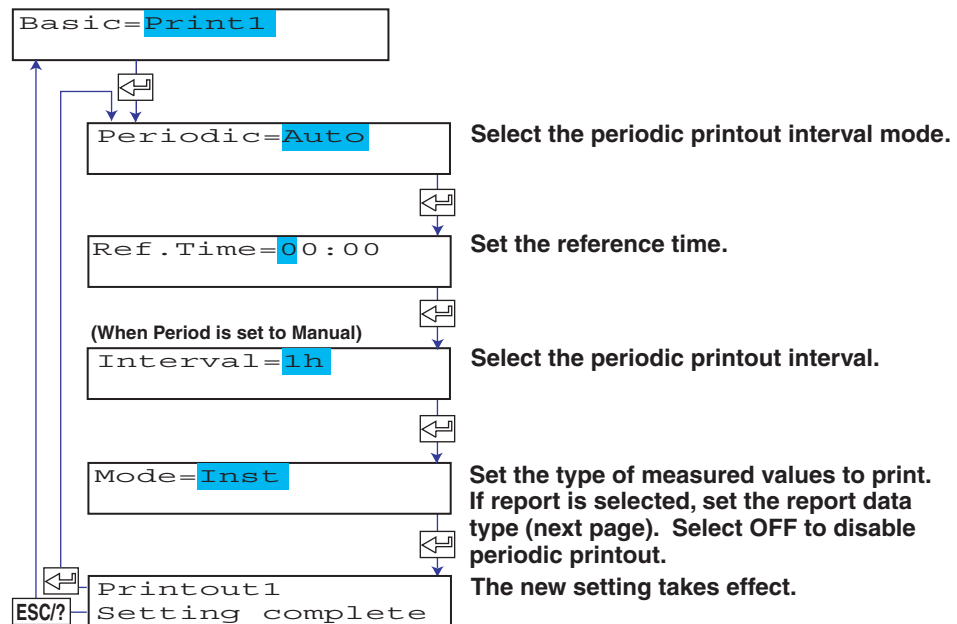 Basic=Print1
Periodic=Auto
Select the periodic printout interval mode.
Ref.Time=00:00
Set the reference time.
(When Period is set to Manual)
Interval=1h
Select the periodic printout interval.
Mode=Inst
Set the type of measured values to print.
If report is selected, set the report data
type (next page).  Select OFF to disable
periodic printout.
Printout1
Setting complete
The new setting takes effect.
ESC/?